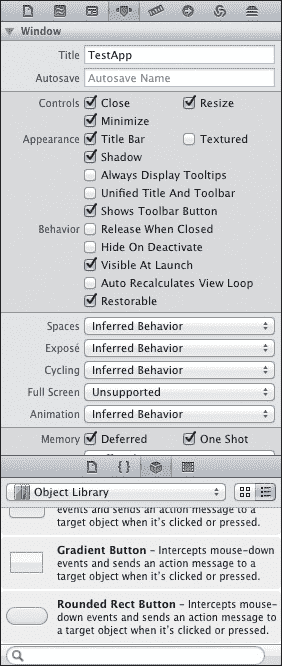 Window
Title TestApp
Autosave Autosave Name
Controls Close Resize
Minimize
Appearance Title Bar Textured
Shadow
Always Display Tooltips
Unified Title And Toolbar
Shows Toolbar Button
Behavior Release When Closed
Hide On Deactivate
Visible At Launch
Auto Recalculates View Loop
Restorable
Spaces Inferred Behavior
Exposé Inferred Behavior
Cycling Inferred Behavior
Full Screen Unsupported
Animation Inferred Behavior
Memory Deferred One Shot
{}
Object Library
events and sends an action message to a
target object when it's clicked or pressed.
Gradient Button – Intercepts mouse-down
events and sends an action message to a
target object when it's clicked or pressed.
Rounded Rect Button – Intercepts mouse-
down events and sends an action message
to a target object when it's clicked or pressed.